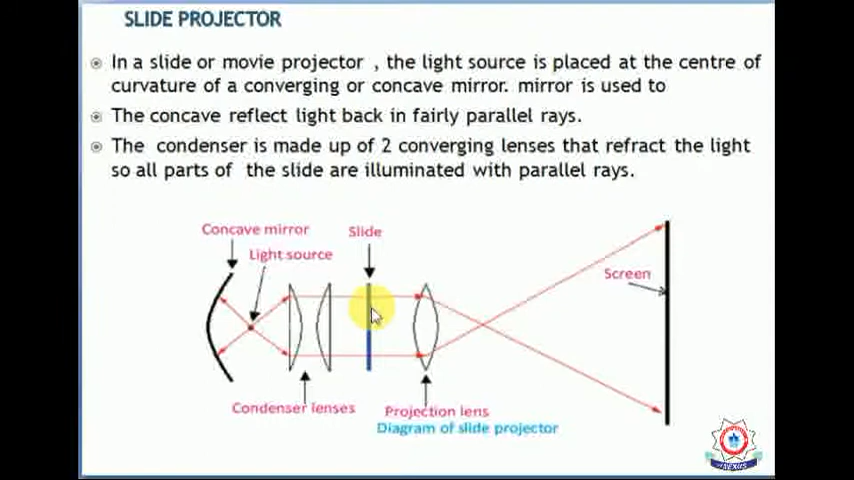 SLIDE PROJECTOR
In a slide or movie projector , the light source is placed at the centre of
curvature of a converging or concave mirror. mirror is used to
The concave reflect light back in fairly parallel rays.
The condenser is made up of 2 converging lenses that refract the light
so all parts of the slide are illuminated with parallel rays.
Concave mirror
Slide
Light source
Screen
Condenser lenses
Projection lens
Diagram of slide projector